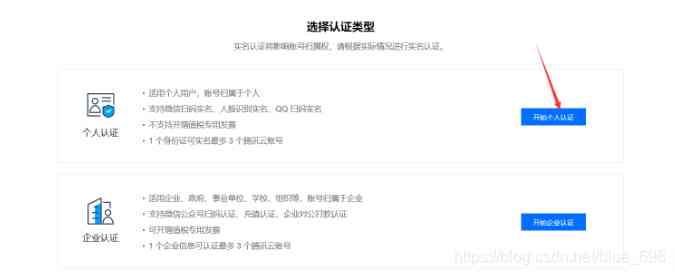 选择认证类型
实名认证将影响账号归属权，请根据实际情况进行实名认证。
• 适用个人用户，账号归属于个人
• 支持微信扫码实名、人脸识别实名、QQ 扫码实名
• 不支持开增值税专用发票
• 1 个身份证可实名最多 3 个腾讯云账号
个人认证
开始个人认证
• 适用企业、政府、事业单位、学校、组织等，账号归属于企业
• 支持微信公众号扫码认证、充值认证、企业对公打款认证
• 可开增值税专用发票
• 1 个企业信息可认证最多 3 个腾讯云账号
企业认证
开始企业认证
https://blog.csdn.net/blue_698